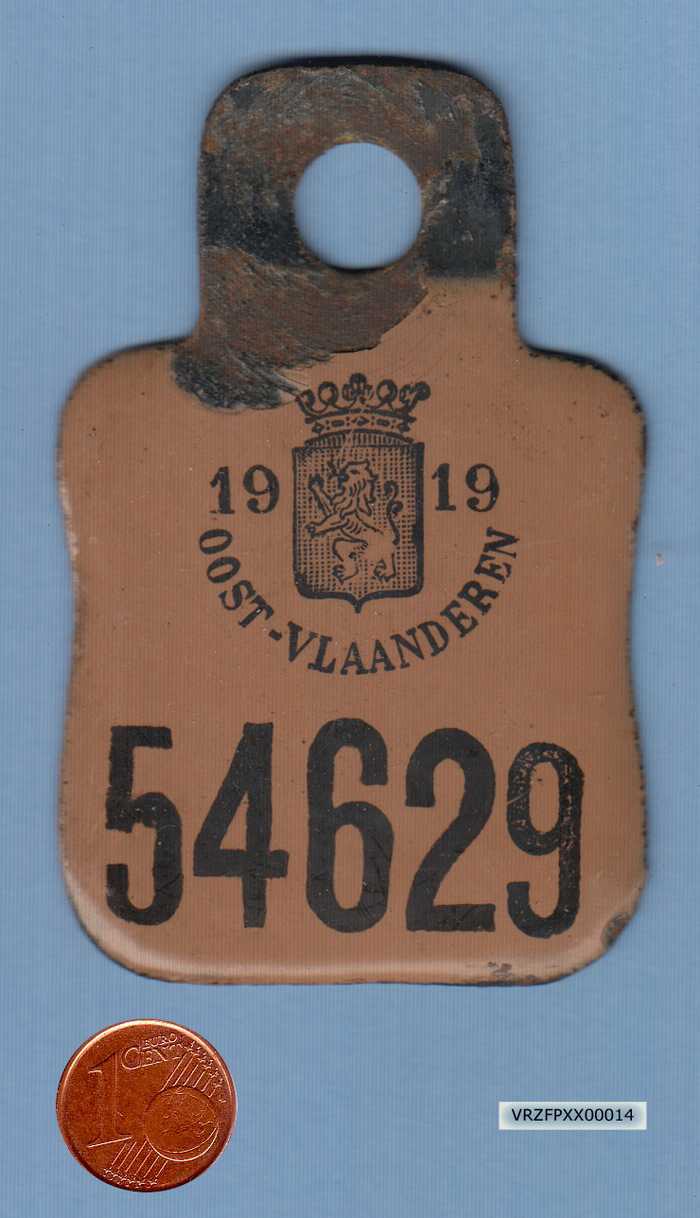 19 19
OOST-VLAANDEREN
54629
1 EURO CENT
VRZFPXX00014